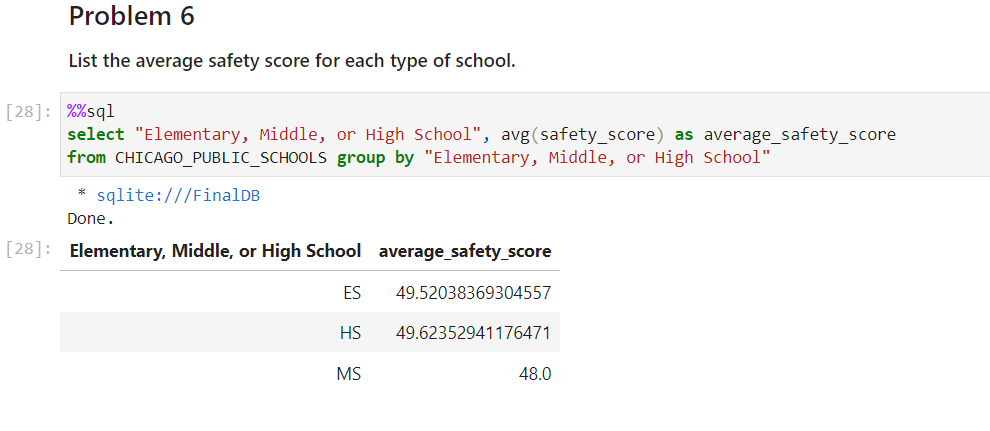 Problem 6
List the average safety score for each type of school.
[28]: %%sql
select "Elementary, Middle, or High School", avg(safety_score) as average_safety_score
from CHICAGO_PUBLIC_SCHOOLS group by "Elementary, Middle, or High School"
* sqlite:///FinalDB
Done.
[28]: Elementary, Middle, or High School average_safety_score
ES 49.52038369304557
HS 49.62352941176471
MS 48.0